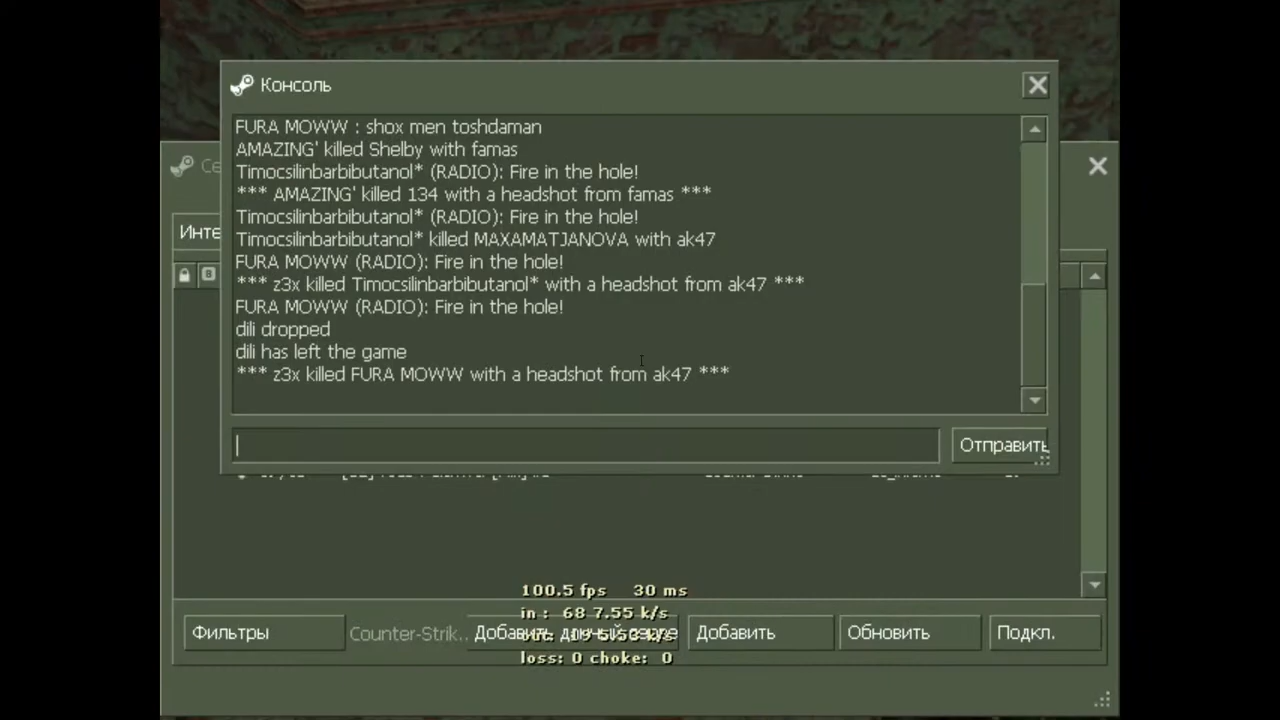 Консоль
FURA MOWW : shox men toshdaman
AMAZING' killed Shelby with famas
Timocsilinbarbibutanol* (RADIO): Fire in the hole!
*** AMAZING' killed 134 with a headshot from famas ***
Timocsilinbarbibutanol* (RADIO): Fire in the hole!
Timocsilinbarbibutanol* killed MAXAMATJANOVA with ak47
FURA MOWW (RADIO): Fire in the hole!
*** z3x killed Timocsilinbarbibutanol* with a headshot from ak47 ***
FURA MOWW (RADIO): Fire in the hole!
dili dropped
dili has left the game
*** z3x killed FURA MOWW with a headshot from ak47 ***
Отправить
Инте
100.5 fps 30 ms
in : 68 7.55 k/s
Фильтры Counter-Strik.. Добавить Обновить Подкл.
loss: 0 choke: 0